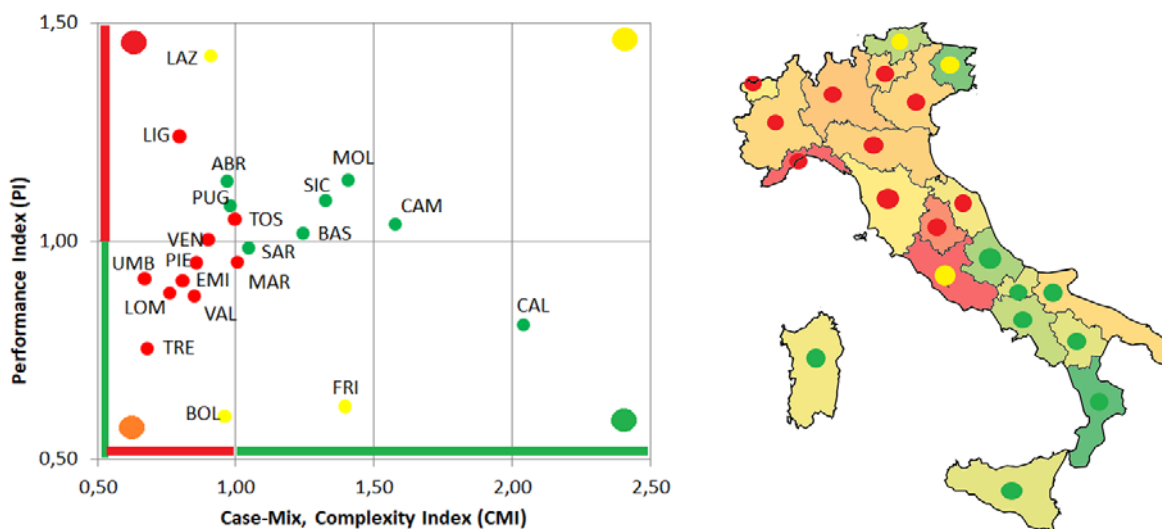 1,50
LAZ
LIG
ABR
MOL
PUG
SIC
CAM
TOS
BAS
1,00
VEN
SAR
UMB
PIE
EMI
MAR
LOM
VAL
CAL
TRE
FRI
BOL
0,50
0,50
1,00
1,50
2,00
2,50
Performance Index (PI)
Case-Mix, Complexity Index (CMI)